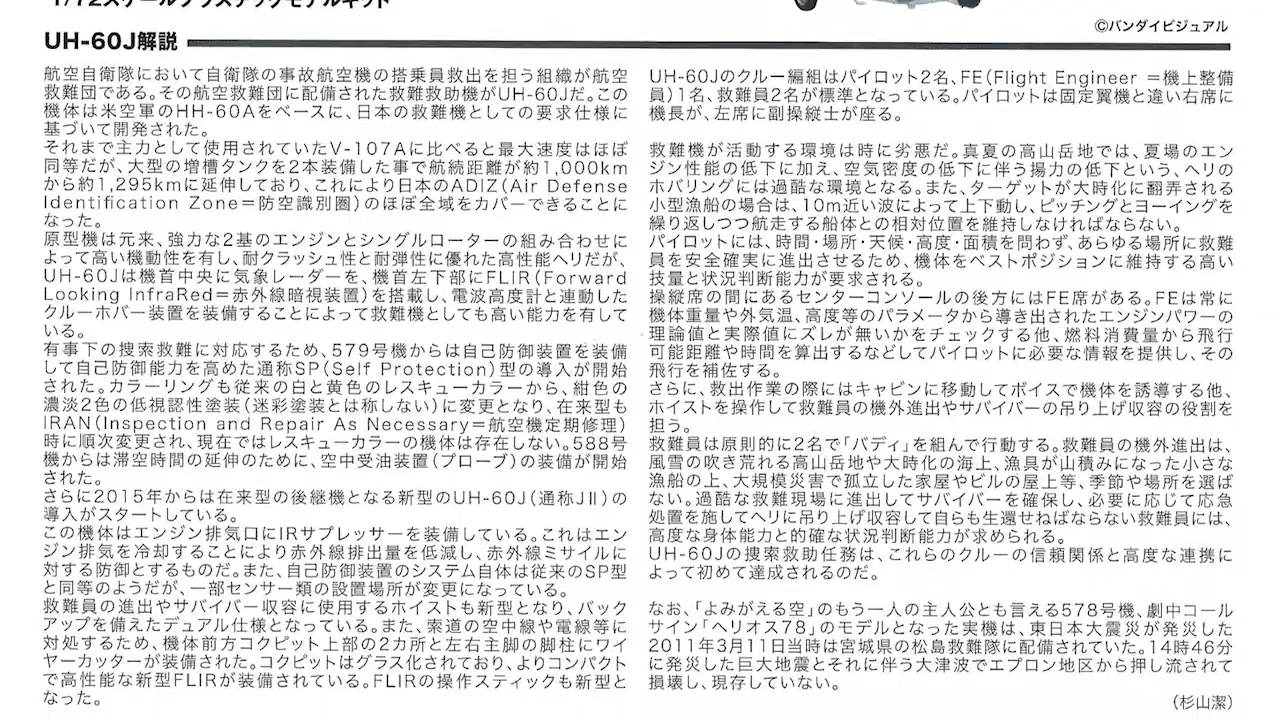 1/72スケールプラスチックモデルキット
©バンダイビジュアル
UH-60J解説
航空自衛隊において自衛隊の事故航空機の搭乗員救出を担う組織が航空
救難団である。その航空救難団に配備された救難救助機がUH-60Jだ。この
機体は米空軍のHH-60Aをベースに、日本の救難機としての要求仕様に
基づいて開発された。
それまで主力として使用されていたV-107Aに比べると最大速度はほぼ
同等だが、大型の増槽タンクを2本装備した事で航続距離が約1,000km
から約1,295kmに延伸しており、これにより日本のADIZ(Air Defense
Identification Zone=防空識別圏)のほぼ全域をカバーできることに
なった。
原型機は元来、強力な2基のエンジンとシングルローターの組み合わせに
よって高い機動性を有し、耐クラッシュ性と耐弾性に優れた高性能ヘリだが、
UH-60Jは機首中央に気象レーダーを、機首左下部にFLIR(Forward
Looking InfraRed=赤外線暗視装置)を搭載し、電波高度計と連動した
クルーホバー装置を装備することによって救難機としても高い能力を有して
いる。
有事下の捜索救難に対応するため、579号機からは自己防御装置を装備
して自己防御能力を高めた通称SP(Self Protection)型の導入が開始
された。カラーリングも従来の白と黄色のレスキューカラーから、紺色の
濃淡2色の低視認性塗装(迷彩塗装とは称しない)に変更となり、在来型も
IRAN(Inspection and Repair As Necessary=航空機定期修理)
時に順次変更され、現在ではレスキューカラーの機体は存在しない。588号
機からは滞空時間の延伸のために、空中受油装置(プローブ)の装備が開始
された。
さらに2015年からは在来型の後継機となる新型のUH-60J(通称JⅡ)の
導入がスタートしている。
この機体はエンジン排気口にIRサプレッサーを装備している。これはエン
ジン排気を冷却することにより赤外線排出量を低減し、赤外線ミサイルに
対する防御とするものだ。また、自己防御装置のシステム自体は従来のSP型
と同等のようだが、一部センサー類の設置場所が変更になっている。
救難員の進出やサバイバー収容に使用するホイストも新型となり、バック
アップを備えたデュアル仕様となっている。また、索道の空中線や電線等に
対処するため、機体前方コクピット上部の2カ所と左右主脚の脚柱にワイ
ヤーカッターが装備された。コクピットはグラス化されており、よりコンパクト
で高性能な新型FLIRが装備されている。FLIRの操作スティックも新型と
なった。
UH-60Jのクルー編組はパイロット2名、FE(Flight Engineer =機上整備
員)1名、救難員2名が標準となっている。パイロットは固定翼機と違い右席に
機長が、左席に副操縦士が座る。
救難機が活動する環境は時に劣悪だ。真夏の高山岳地では、夏場のエン
ジン性能の低下に加え、空気密度の低下に伴う揚力の低下という、ヘリの
ホバリングには過酷な環境となる。また、ターゲットが大時化に翻弄される
小型漁船の場合は、10m近い波によって上下動し、ピッチングとヨーイングを
繰り返しつつ航走する船体との相対位置を維持しなければならない。
パイロットには、時間・場所・天候・高度・面積を問わず、あらゆる場所に救難
員を安全確実に進出させるため、機体をベストポジションに維持する高い
技量と状況判断能力が要求される。
操縦席の間にあるセンターコンソールの後方にはFE席がある。FEは常に
機体重量や外気温、高度等のパラメータから導き出されたエンジンパワーの
理論値と実際値にズレが無いかをチェックする他、燃料消費量から飛行
可能距離や時間を算出するなどしてパイロットに必要な情報を提供し、その
飛行を補佐する。
さらに、救出作業の際にはキャビンに移動してボイスで機体を誘導する他、
ホイストを操作して救難員の機外進出やサバイバーの吊り上げ収容の役割を
担う。
救難員は原則的に2名で「バディ」を組んで行動する。救難員の機外進出は、
風雪の吹き荒れる高山岳地や大時化の海上、漁具が山積みになった小さな
漁船の上、大規模災害で孤立した家屋やビルの屋上等、季節や場所を選ば
ない。過酷な救難現場に進出してサバイバーを確保し、必要に応じて応急
処置を施してヘリに吊り上げ収容して自らも生還せねばならない救難員には、
高度な身体能力と的確な状況判断能力が求められる。
UH-60Jの捜索救助任務は、これらのクルーの信頼関係と高度な連携に
よって初めて達成されるのだ。
なお、「よみがえる空」のもう一人の主人公とも言える578号機、劇中コール
サイン「ヘリオス78」のモデルとなった実機は、東日本大震災が発災した
2011年3月11日当時は宮城県の松島救難隊に配備されていた。14時46分
に発災した巨大地震とそれに伴う大津波でエプロン地区から押し流されて
損壊し、現存していない。
(杉山潔)